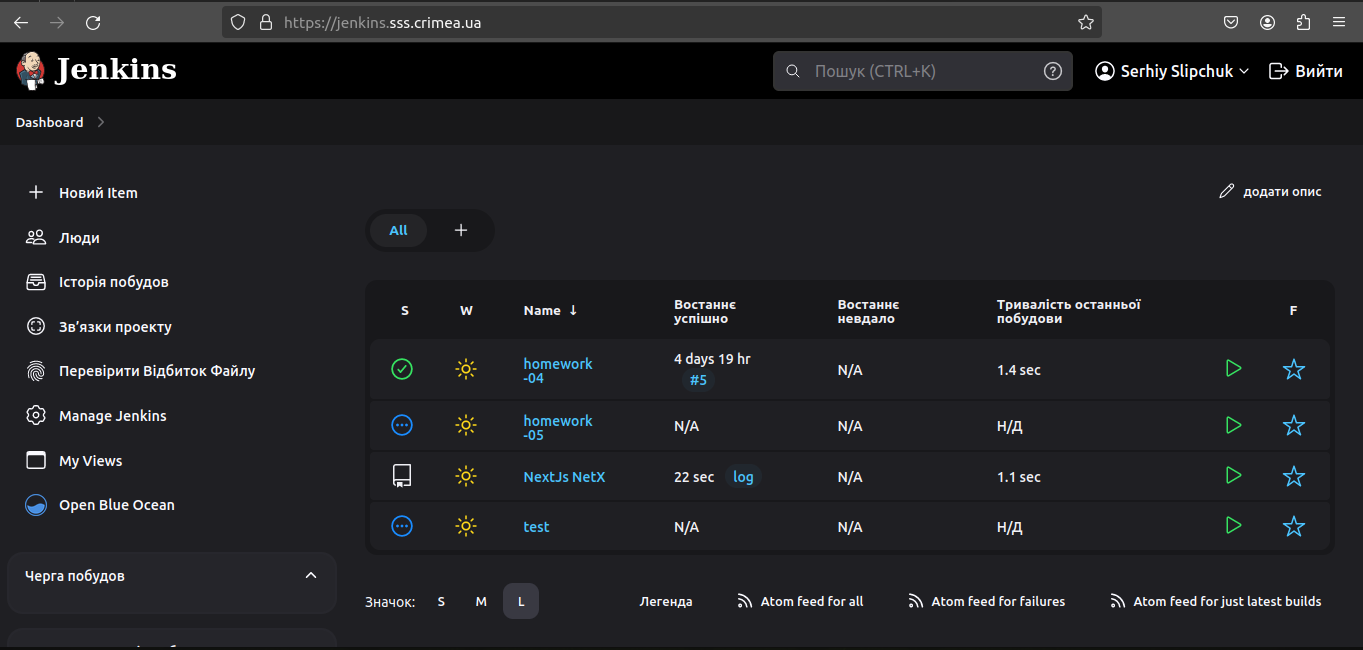 https://jenkins.sss.crimea.ua
Jenkins
Пошук (CTRL+K)
Serhiy Slipchuk
Вийти
Dashboard
Новий Item
Люди
Історія побудов
Зв’язки проекту
Перевірити Відбиток Файлу
Manage Jenkins
My Views
Open Blue Ocean
Черга побудов
додати опис
All
S W Name ↓ Востаннє успішно Востаннє невдало Тривалість останньої побудови F
homework-04 4 days 19 hr #5 N/A 1.4 sec
homework-05 N/A N/A Н/Д
NextJs NetX 22 sec log N/A 1.1 sec
test N/A N/A Н/Д
Значок: S M L
Легенда
Atom feed for all
Atom feed for failures
Atom feed for just latest builds